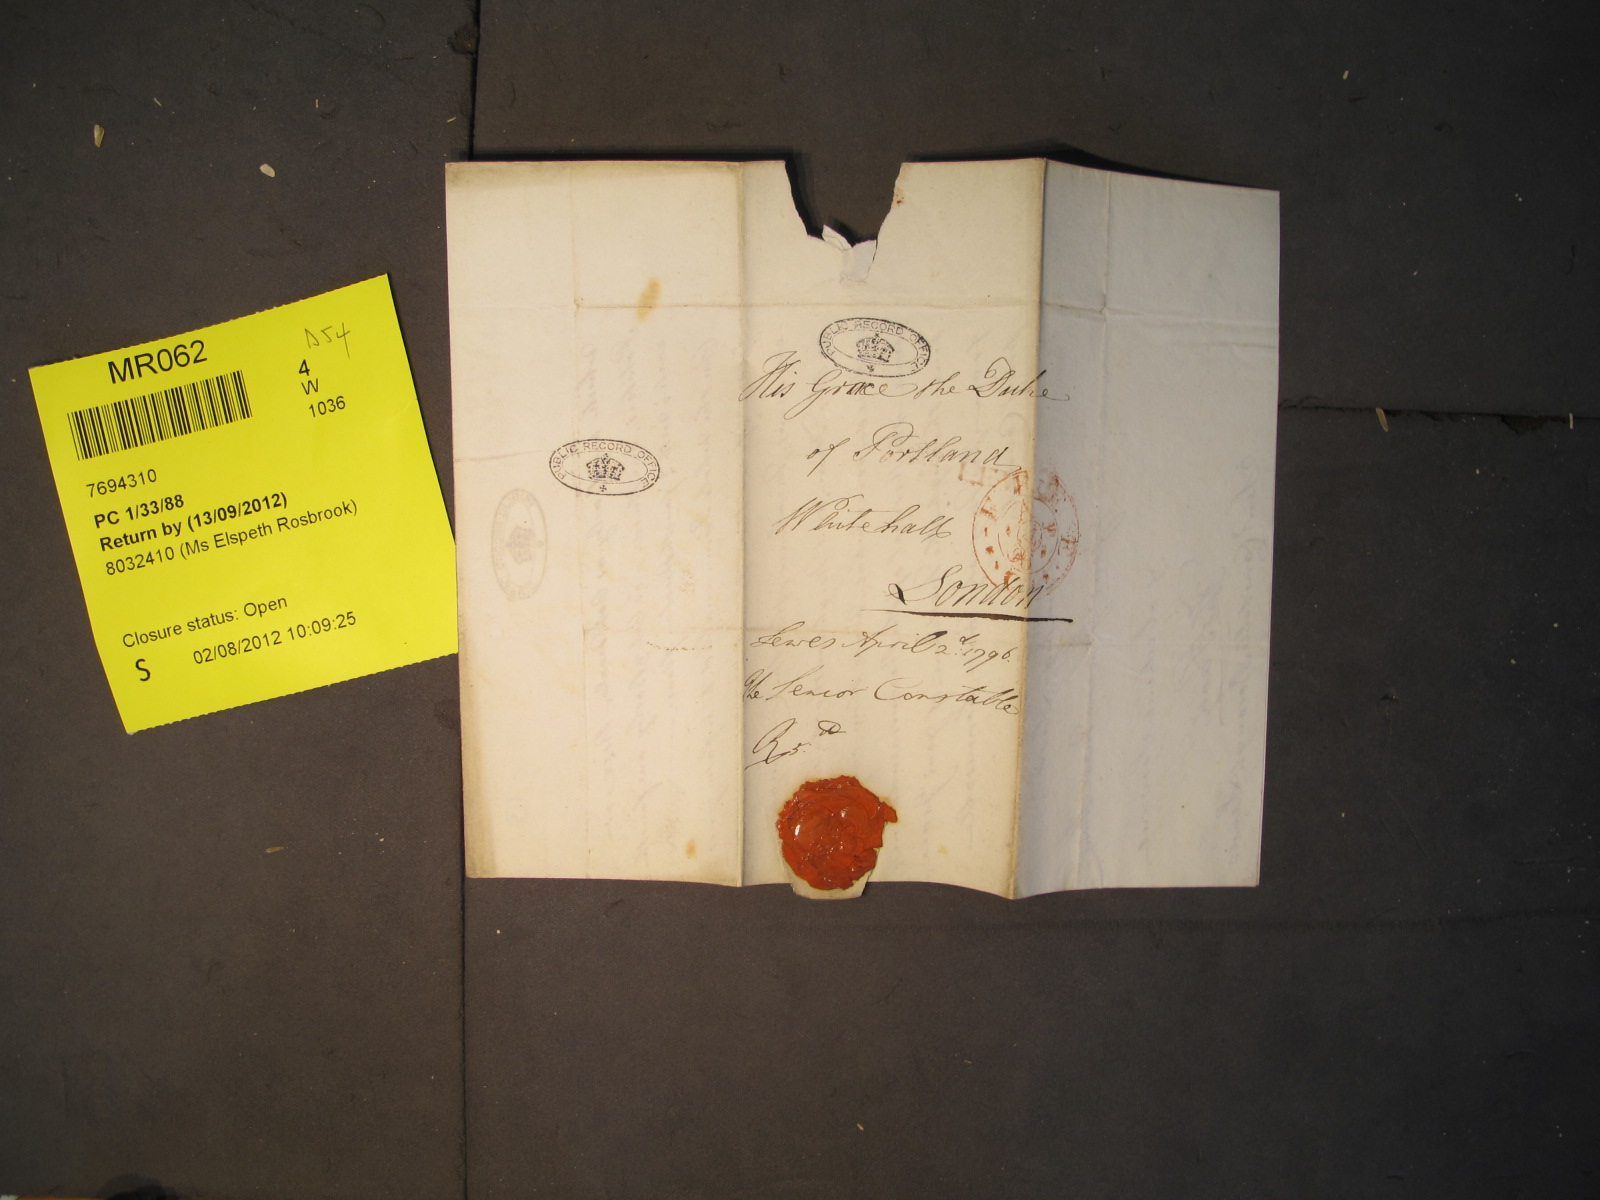 MR062
D54
4
W
1036
7694310
PC 1/33/88
Return by (13/09/2012)
8032410 (Ms Elspeth Rosbrook)
Closure status: Open
S
02/08/2012 10:09:25
PUBLIC RECORD OFFICE
PUBLIC RECORD OFFICE
His Grace the Duke
of Portland
Whitehall
London
Lewes April 2.d 1796.
The Senior Constable
R 5.th